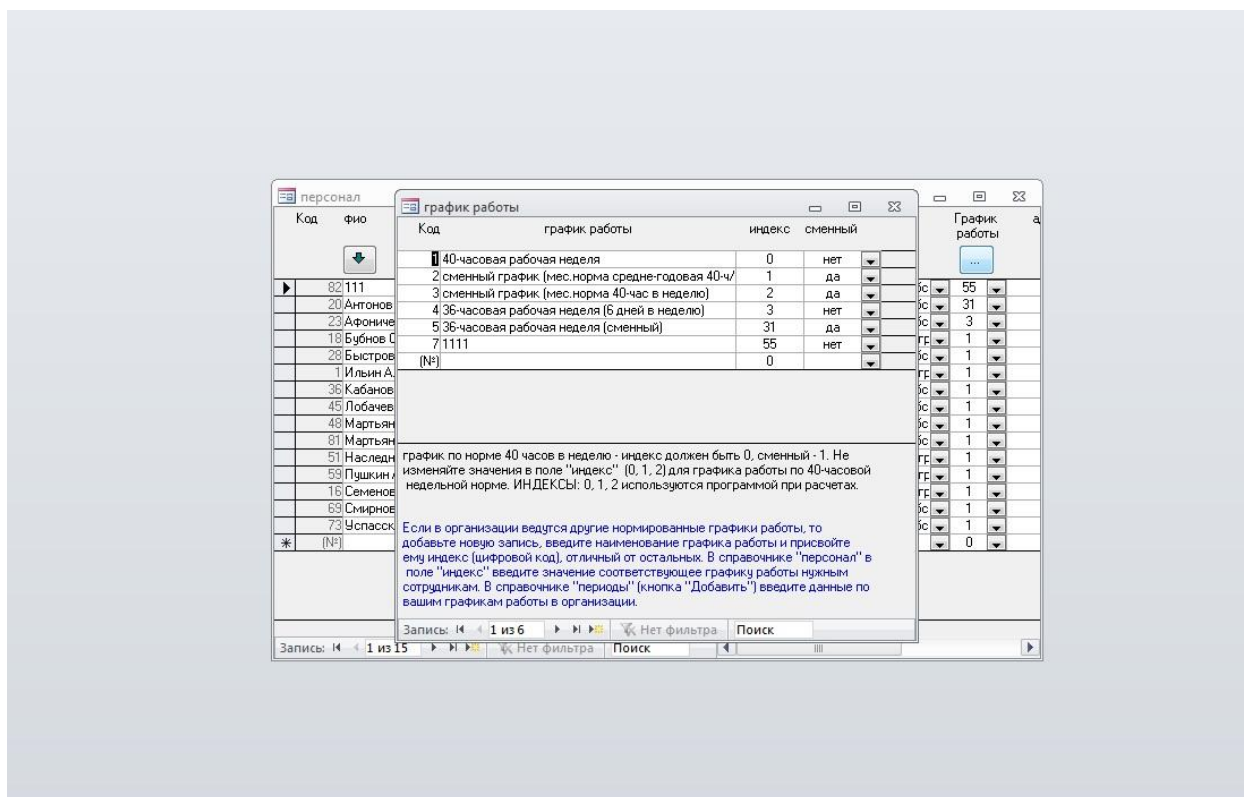 персонал
Код фио График работы
82 111 55
20 Антонов 31
23 Афониче 3
18 Бубнов 1
28 Быстров 1
1 Ильин А. 1
36 Кабанов 1
45 Лобачев 1
48 Мартьян 1
81 Мартьян 1
51 Наследн 1
59 Пушкин 1
16 Семенов 1
69 Смирнов 1
73 Успасск 1
(№) 0
Запись: 1 из 15 Нет фильтра Поиск
график работы
Код график работы индекс сменный
1 40-часовая рабочая неделя 0 нет
2 сменный график (мес.норма средне-годовая 40-ч/ 1 да
3 сменный график (мес.норма 40-час в неделю) 2 да
4 36-часовая рабочая неделя (6 дней в неделю) 3 нет
5 36-часовая рабочая неделя (сменный) 31 да
7 1111 55 нет
(№) 0
график по норме 40 часов в неделю - индекс должен быть 0, сменный - 1. Не
изменяйте значения в поле "индекс" (0, 1, 2) для графика работы по 40-часовой
недельной норме. ИНДЕКСЫ: 0, 1, 2 используются программой при расчетах.
Если в организации ведутся другие нормированные графики работы, то
добавьте новую запись, введите наименование графика работы и присвойте
ему индекс (цифровой код), отличный от остальных. В справочнике "персонал" в
поле "индекс" введите значение соответствующее графику работы нужным
сотрудникам. В справочнике "периоды" (кнопка "Добавить") введите данные по
вашим графикам работы в организации.
Запись: 1 из 6 Нет фильтра Поиск